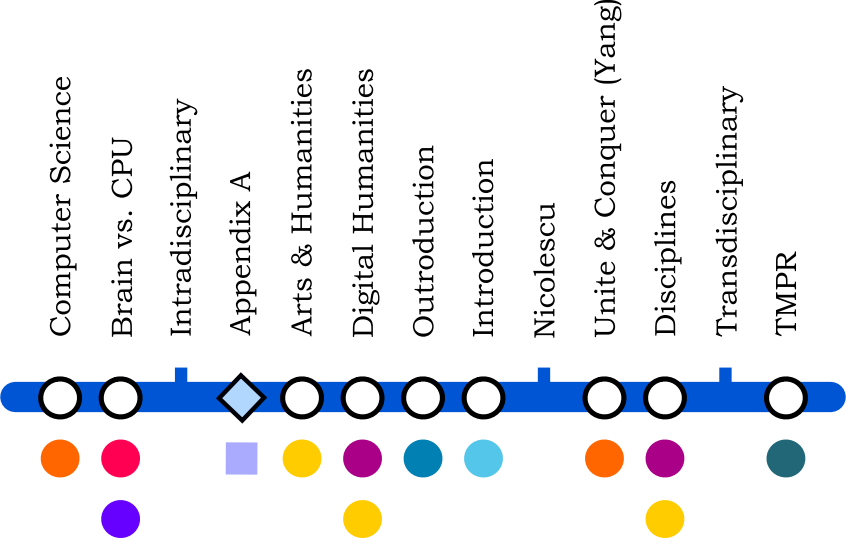 Computer Science
Brain vs. CPU
Intradisciplinary
Appendix A
Arts & Humanities
Digital Humanities
Outroduction
Introduction
Nicolescu
Unite & Conquer (Yang)
Disciplines
Transdisciplinary
TMPR